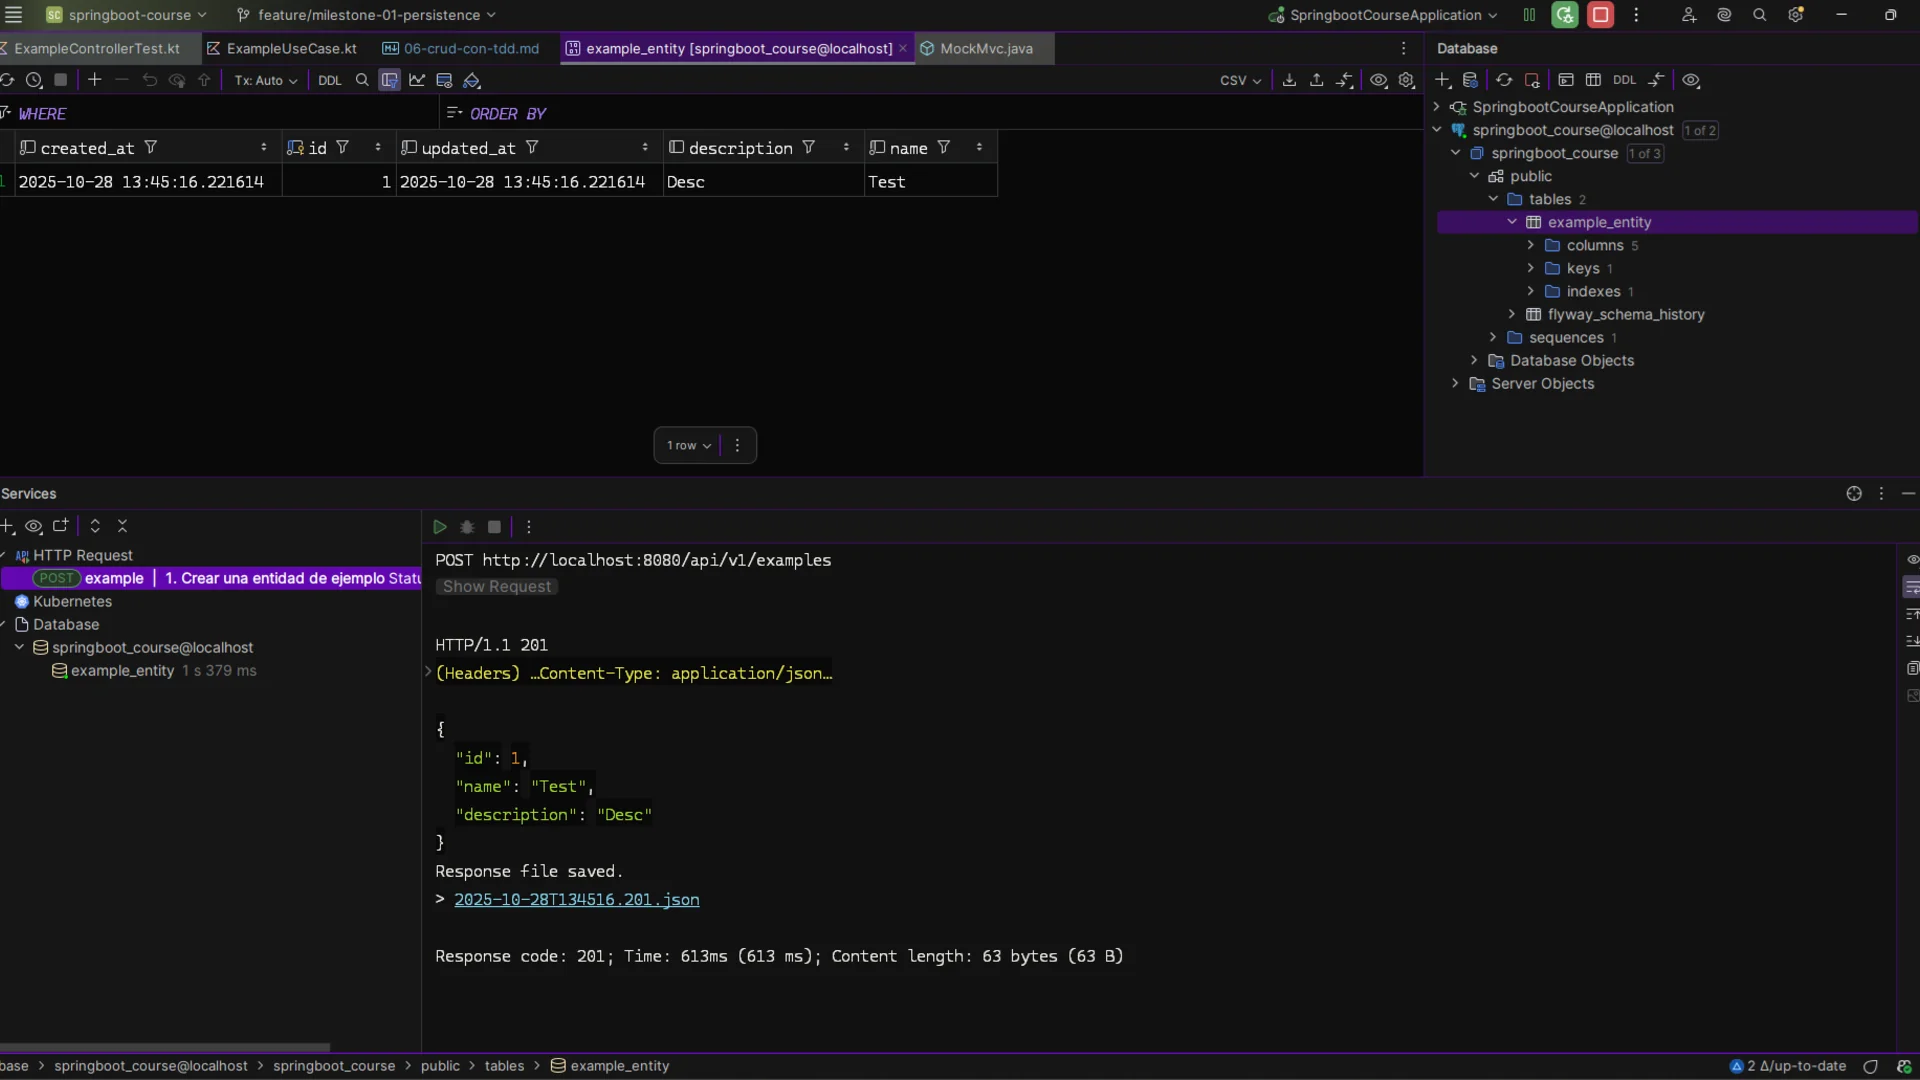 SC springboot-course feature/milestone-01-persistence SpringbootCourseApplication
ExampleControllerTest.kt ExampleUseCase.kt 06-crud-con-tdd.md example_entity [springboot_course@localhost] MockMvc.java
Tx: Auto DDL CSV
WHERE ORDER BY
created_at id updated_at description name
1 2025-10-28 13:45:16.221614 1 2025-10-28 13:45:16.221614 Desc Test
1 row
Database
DDL
SpringbootCourseApplication
springboot_course@localhost 1 of 2
springboot_course 1 of 3
public
tables 2
example_entity
columns 5
keys 1
indexes 1
flyway_schema_history
sequences 1
Database Objects
Server Objects
Services
API HTTP Request
POST example | 1. Crear una entidad de ejemplo Statu
Kubernetes
Database
springboot_course@localhost
example_entity 1 s 379 ms
POST http://localhost:8080/api/v1/examples
Show Request
HTTP/1.1 201
(Headers) …Content-Type: application/json…
{
"id": 1,
"name": "Test",
"description": "Desc"
}
Response file saved.
> 2025-10-28T134516.201.json
Response code: 201; Time: 613ms (613 ms); Content length: 63 bytes (63 B)
base > springboot_course@localhost > springboot_course > public > tables > example_entity 2 Δ/up-to-date